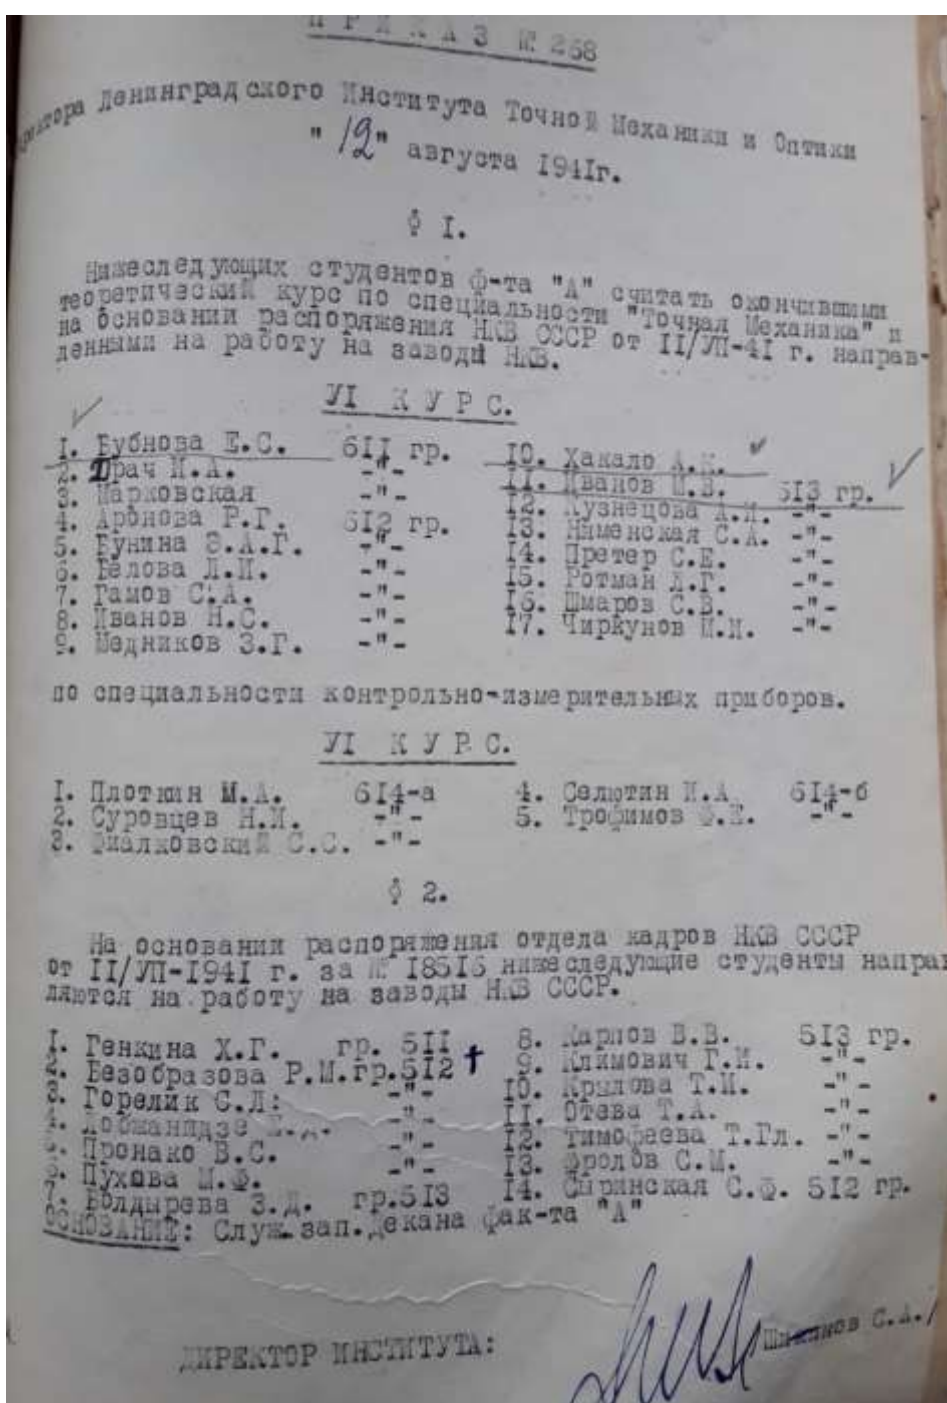 ПРИКАЗ № 268
Ленинградского Института Точной Механики и Оптики
"12" августа 1941г.
§ I.
Нижеследующих студентов ф-та "А" считать окончившими
теоретический курс по специальности "Точная Механика" и
на основании распоряжения НКВ СССР от II/УП-41 г. направ-
ленными на работу на заводы НКВ.
УІ КУРС.
I. Бубнова Е.С. 611 гр.
2. Драч И.А. -"-
3. Марковская -"-
4. Аронова Р.Г. 512 гр.
5. Бунина Э.А.Г. -"-
6. Белова Л.И. -"-
7. Гамов С.А. -"-
8. Иванов Н.С. -"-
9. Медников З.Г. -"-
10. Хакало А.К.
11. Иванов М.В. 513 гр.
12. Кузнецова А.И. -"-
13. Нименская С.А. -"-
14. Претер С.Е. -"-
15. Ротман Л.Г.
16. Шмаров С.В. -"-
17. Чиркунов И.И. -"-
по специальности контрольно-измерительных приборов.
УІ КУРС.
I. Плоткин М.А. 614-а
2. Суровцев Н.И. -"-
3. Фиалковский С.С. -"-
4. Селютин И.А. 614-б
5. Трофимов Ф.Е. -"-
§ 2.
На основании распоряжения отдела кадров НКВ СССР
от II/УП-1941 г. за № 18516 нижеследующие студенты направ
ляются на работу на заводы НКВ СССР.
I. Генкина Х.Г. гр. 511
2. Безобразова Р.М. гр.512 †
3. Горелик С.Л. -"-
4. Лобжанидзе -"-
5. Пронако В.С. -"-
6. Пухова М.Ф. -"-
7. Болдырева З.Д. гр.513
8. Карпов В.В. 513 гр.
9. Климович Г.И. -"-
10. Крылова Т.И. -"-
11. Отева Т.А. -"-
12. Тимофеева Т.Гл. -"-
13. Фролов С.М. -"-
14. Сыринская С.Ф. 512 гр.
ОСНОВАНИЕ: Служ.зап.Декана фак-та "А"
ДИРЕКТОР ИНСТИТУТА: С.А./